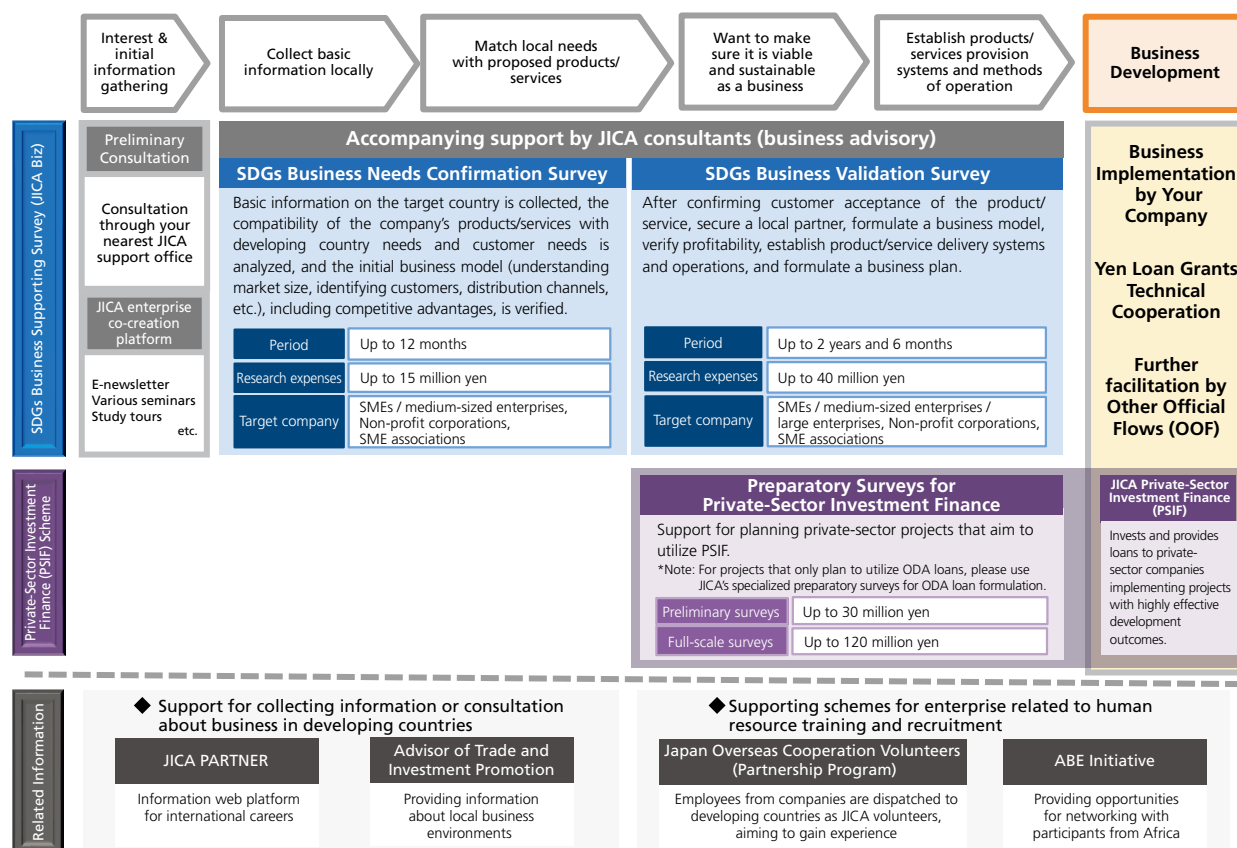 Interest &
initial
information
gathering
Collect basic
information locally
Match local needs
with proposed products/
services
Want to make
sure it is viable
and sustainable
as a business
Establish products/
services provision
systems and methods
of operation
Business
Development
SDGs Business Supporting Survey (JICA Biz)
Preliminary
Consultation
Consultation
through your
nearest JICA
support office
JICA enterprise
co-creation
platform
E-newsletter
Various seminars
Study tours
etc.
Accompanying support by JICA consultants (business advisory)
SDGs Business Needs Confirmation Survey
Basic information on the target country is collected, the
compatibility of the company's products/services with
developing country needs and customer needs is
analyzed, and the initial business model (understanding
market size, identifying customers, distribution channels,
etc.), including competitive advantages, is verified.
Period
Up to 12 months
Research expenses
Up to 15 million yen
Target company
SMEs / medium-sized enterprises,
Non-profit corporations,
SME associations
SDGs Business Validation Survey
After confirming customer acceptance of the product/
service, secure a local partner, formulate a business model,
verify profitability, establish product/service delivery systems
and operations, and formulate a business plan.
Period
Up to 2 years and 6 months
Research expenses
Up to 40 million yen
Target company
SMEs / medium-sized enterprises /
large enterprises, Non-profit corporations,
SME associations
Business
Implementation
by Your
Company
Yen Loan Grants
Technical
Cooperation
Further
facilitation by
Other Official
Flows (OOF)
Private-Sector Investment
Finance (PSIF) Scheme
Preparatory Surveys for
Private-Sector Investment Finance
Support for planning private-sector projects that aim to
utilize PSIF.
*Note: For projects that only plan to utilize ODA loans, please use
JICA's specialized preparatory surveys for ODA loan formulation.
Preliminary surveys
Up to 30 million yen
Full-scale surveys
Up to 120 million yen
JICA Private-Sector
Investment Finance
(PSIF)
Invests and provides
loans to private-
sector companies
implementing projects
with highly effective
development
outcomes.
Related Information
◆ Support for collecting information or consultation
about business in developing countries
JICA PARTNER
Information web platform
for international careers
Advisor of Trade and
Investment Promotion
Providing information
about local business
environments
◆ Supporting schemes for enterprise related to human
resource training and recruitment
Japan Overseas Cooperation Volunteers
(Partnership Program)
Employees from companies are dispatched to
developing countries as JICA volunteers,
aiming to gain experience
ABE Initiative
Providing opportunities
for networking with
participants from Africa